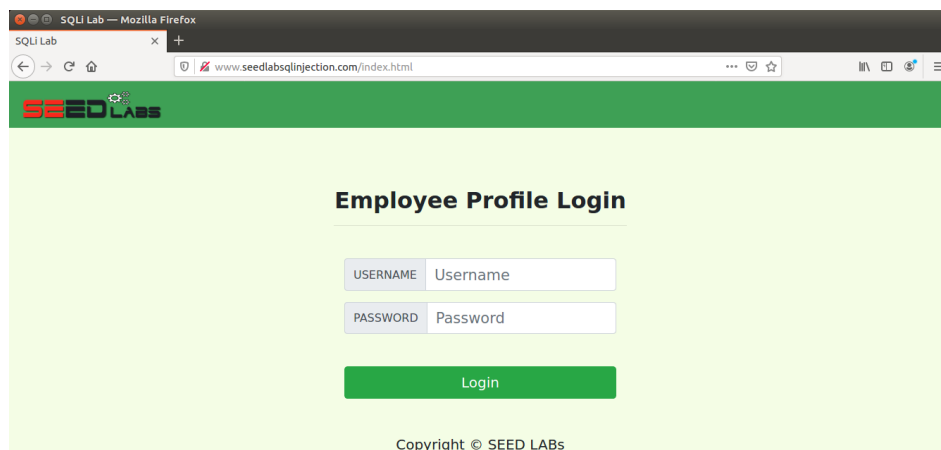 SQLi Lab — Mozilla Firefox
SQLi Lab
www.seedlabsqlinjection.com/index.html
SEED LABS
Employee Profile Login
USERNAME Username
PASSWORD Password
Login
Copyright © SEED LABs